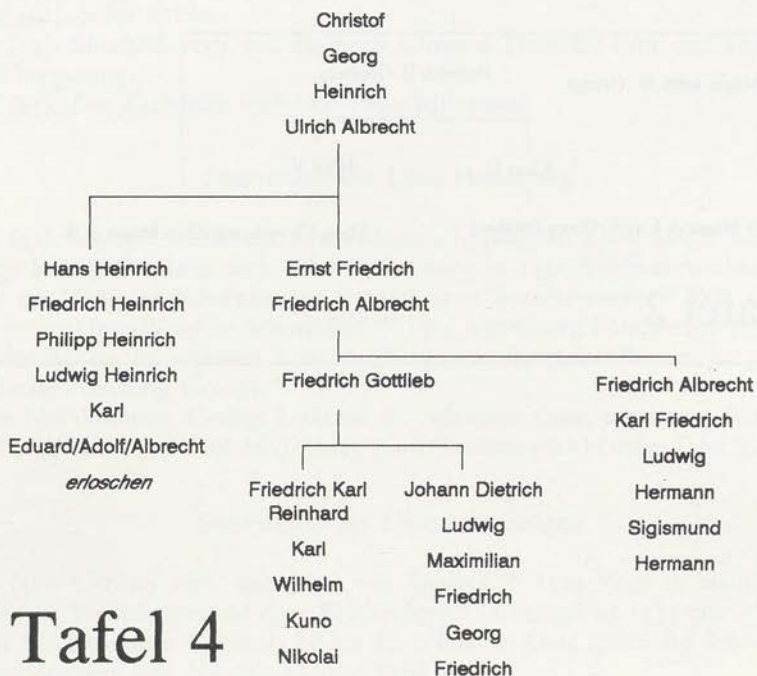 Christof
Georg
Heinrich
Ulrich Albrecht
Hans Heinrich
Friedrich Heinrich
Philipp Heinrich
Ludwig Heinrich
Karl
Eduard/Adolf/Albrecht
erloschen
Ernst Friedrich
Friedrich Albrecht
Friedrich Gottlieb
Friedrich Karl
Reinhard
Karl
Wilhelm
Kuno
Nikolai
Johann Dietrich
Ludwig
Maximilian
Friedrich
Georg
Friedrich
Friedrich Albrecht
Karl Friedrich
Ludwig
Hermann
Sigismund
Hermann
Tafel 4